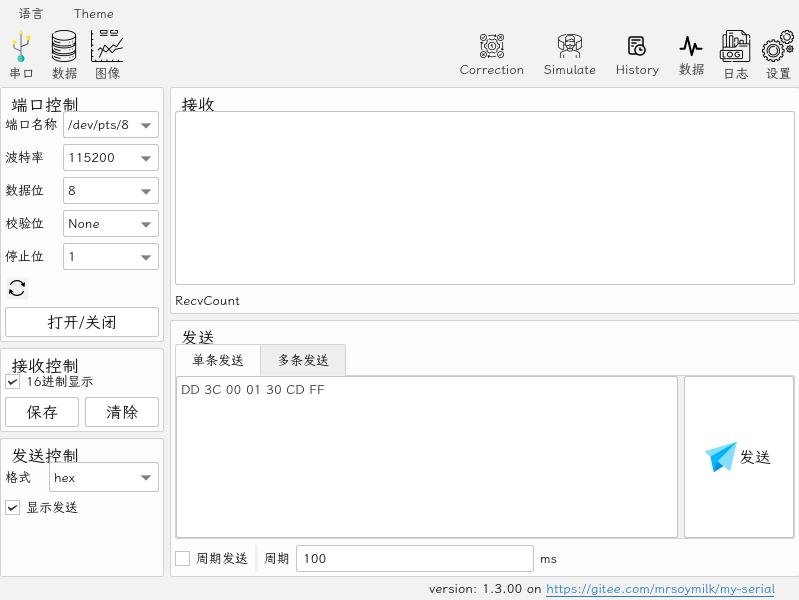 语言 Theme
串口 数据 图像 Correction Simulate History 数据 日志 设置
端口控制
端口名称 /dev/pts/8
波特率 115200
数据位 8
校验位 None
停止位 1
打开/关闭
接收控制
16进制显示
保存 清除
发送控制
格式 hex
显示发送
接收
RecvCount
发送
单条发送 多条发送
DD 3C 00 01 30 CD FF
发送
周期发送 周期 100 ms
version: 1.3.00 on https://gitee.com/mrsoymilk/my-serial